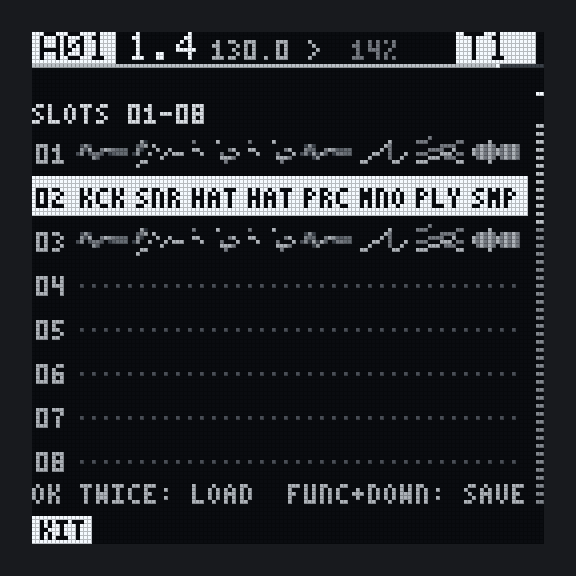 A01 1.4 130.0 > 14% T1
SLOTS 01-08
01
02 KCK SNR HAT HAT PRC MNO PLY SMP
03
04
05
06
07
08
OK TWICE: LOAD FUNC+DOWN: SAVE
KIT